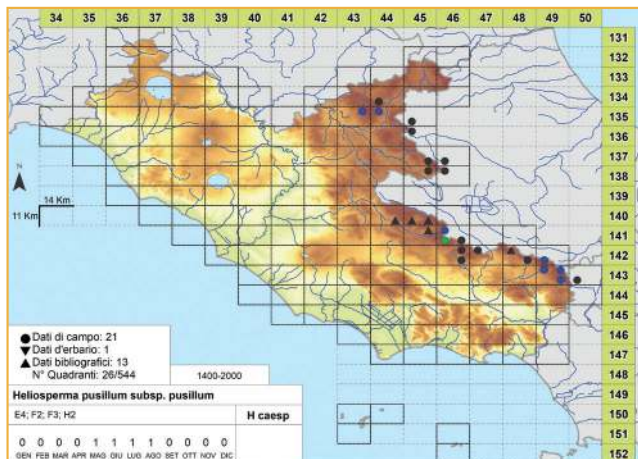 34 35 36 37 38 39 40 41 42 43 44 45 46 47 48 49 50
131
132
133
134
135
136
137
138
139
140
141
142
143
144
145
146
147
148
149
150
151
152
N
14 Km
11 Km
● Dati di campo: 21
▼ Dati d'erbario: 1
▲ Dati bibliografici: 13
N° Quadranti: 26/544
1400-2000
Heliosperma pusillum subsp. pusillum
E4; F2; F3; H2
H caesp
0 0 0 0 1 1 1 1 0 0 0 0
GEN FEB MAR APR MAG GIU LUG AGO SET OTT NOV DIC